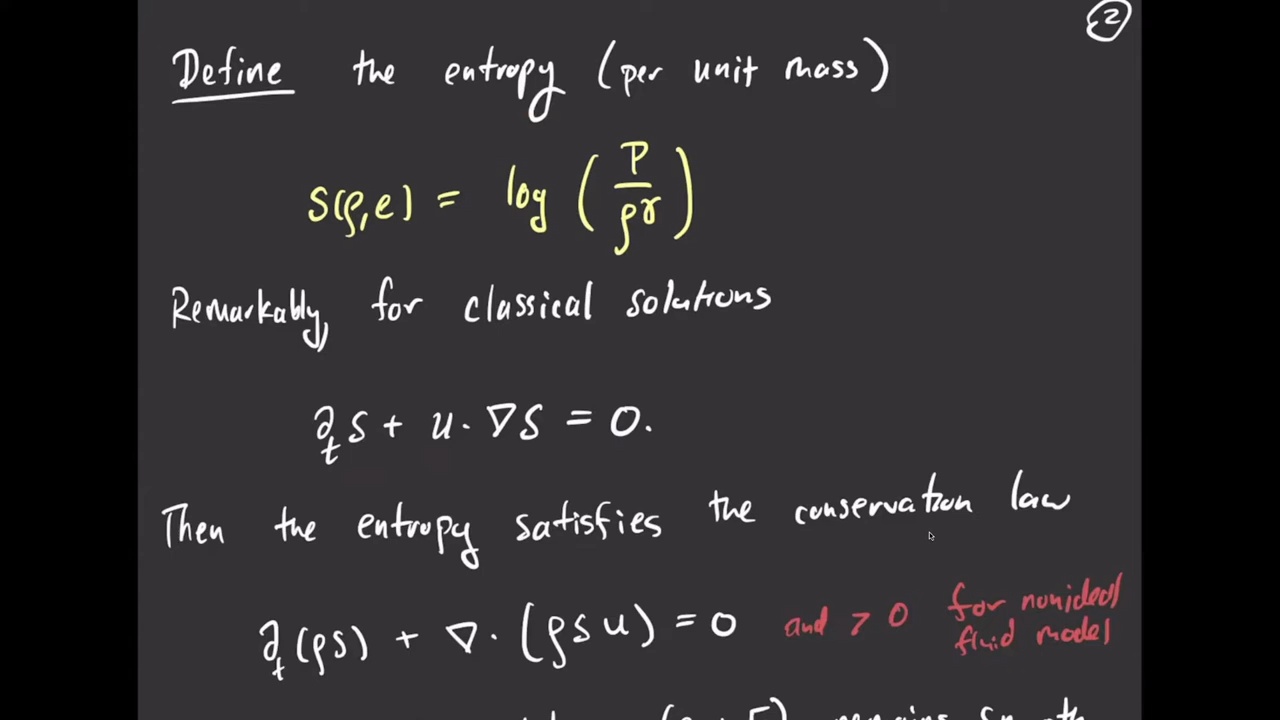 ②
Define the entropy (per unit mass)
S(ρ,e) = log (P/ρ^γ)
Remarkably, for classical solutions
∂_t S + u · ∇S = 0.
Then the entropy satisfies the conservation law
∂_t (ρs) + ∇ · (ρ s u) = 0 and > 0 for nonideal
fluid model
remains